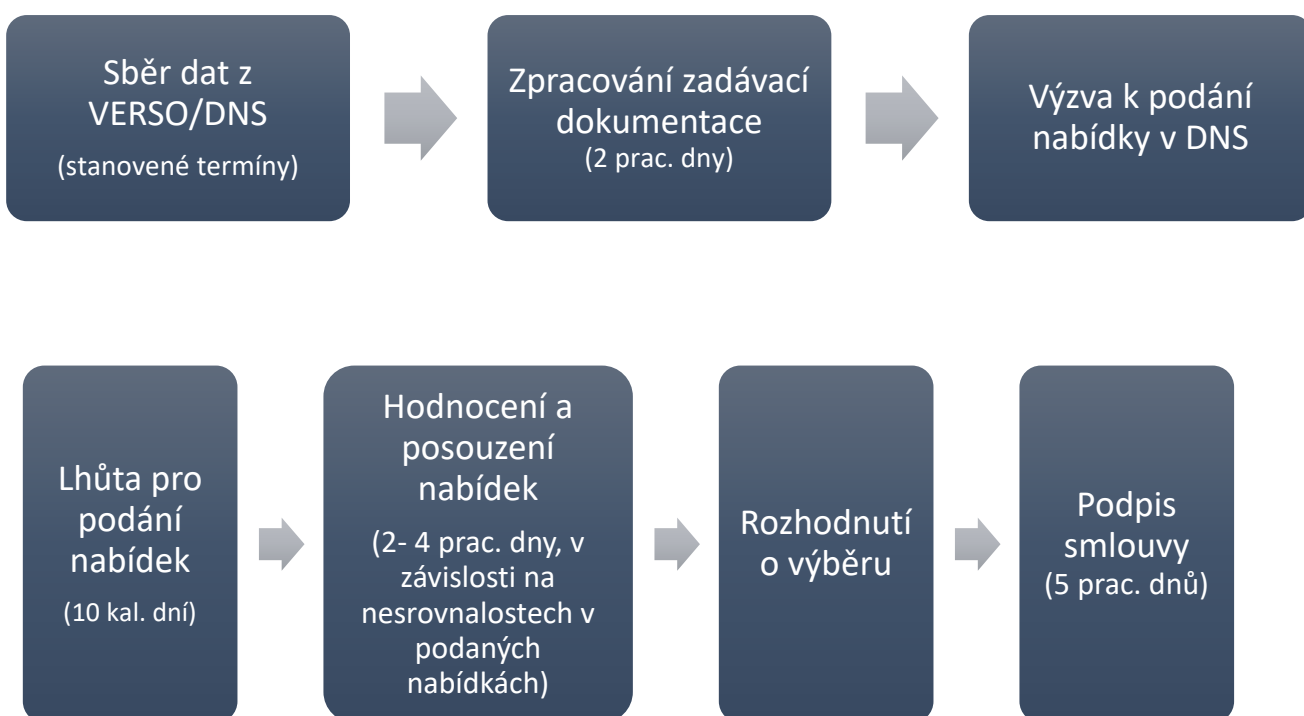 Sběr dat z
VERSO/DNS
(stanovené termíny)
Zpracování zadávací
dokumentace
(2 prac. dny)
Výzva k podání
nabídky v DNS
Lhůta pro
podání
nabídek
(10 kal. dní)
Hodnocení a
posouzení
nabídek
(2- 4 prac. dny, v
závislosti na
nesrovnalostech v
podaných
nabídkách)
Rozhodnutí
o výběru
Podpis
smlouvy
(5 prac. dnů)